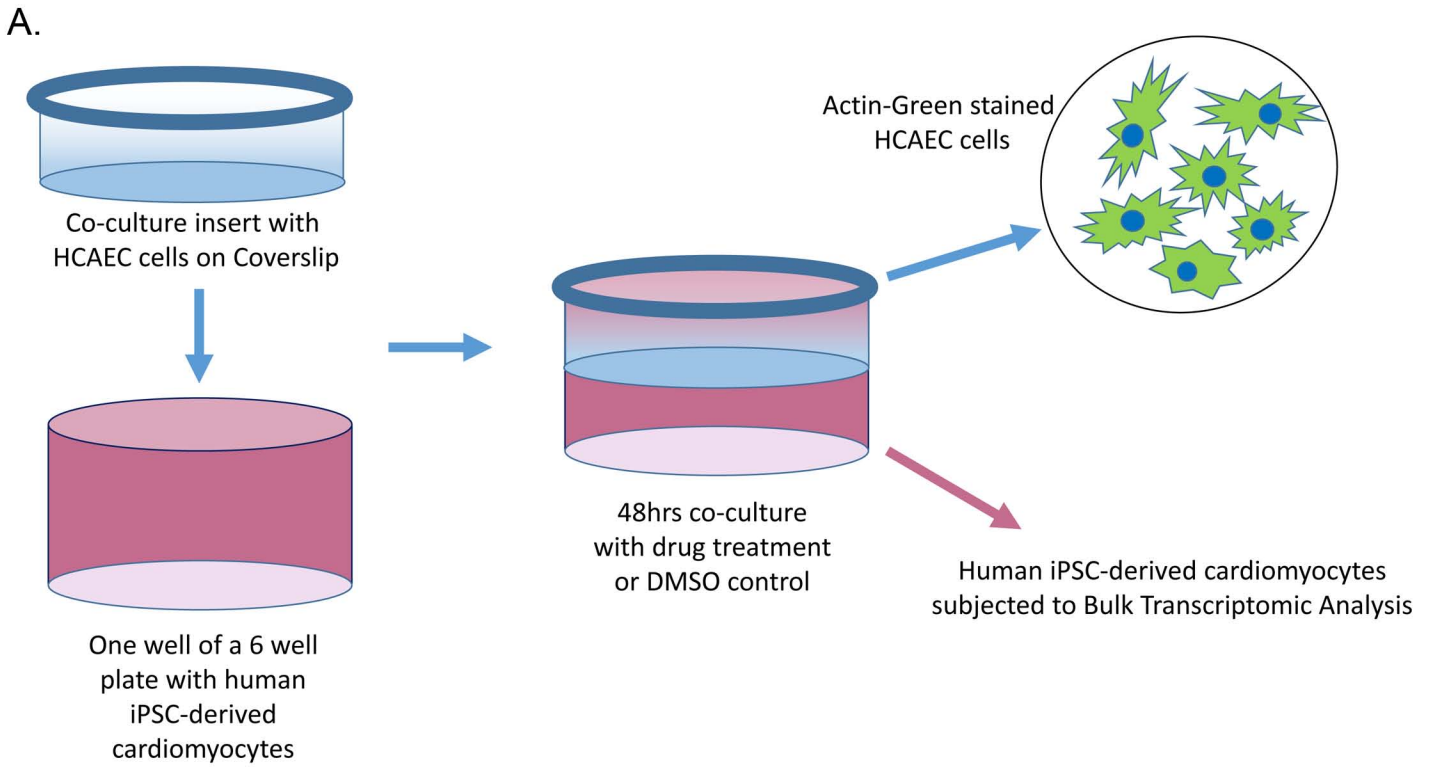 A.
Co-culture insert with
HCAEC cells on Coverslip
One well of a 6 well
plate with human
iPSC-derived
cardiomyocytes
48hrs co-culture
with drug treatment
or DMSO control
Actin-Green stained
HCAEC cells
Human iPSC-derived cardiomyocytes
subjected to Bulk Transcriptomic Analysis